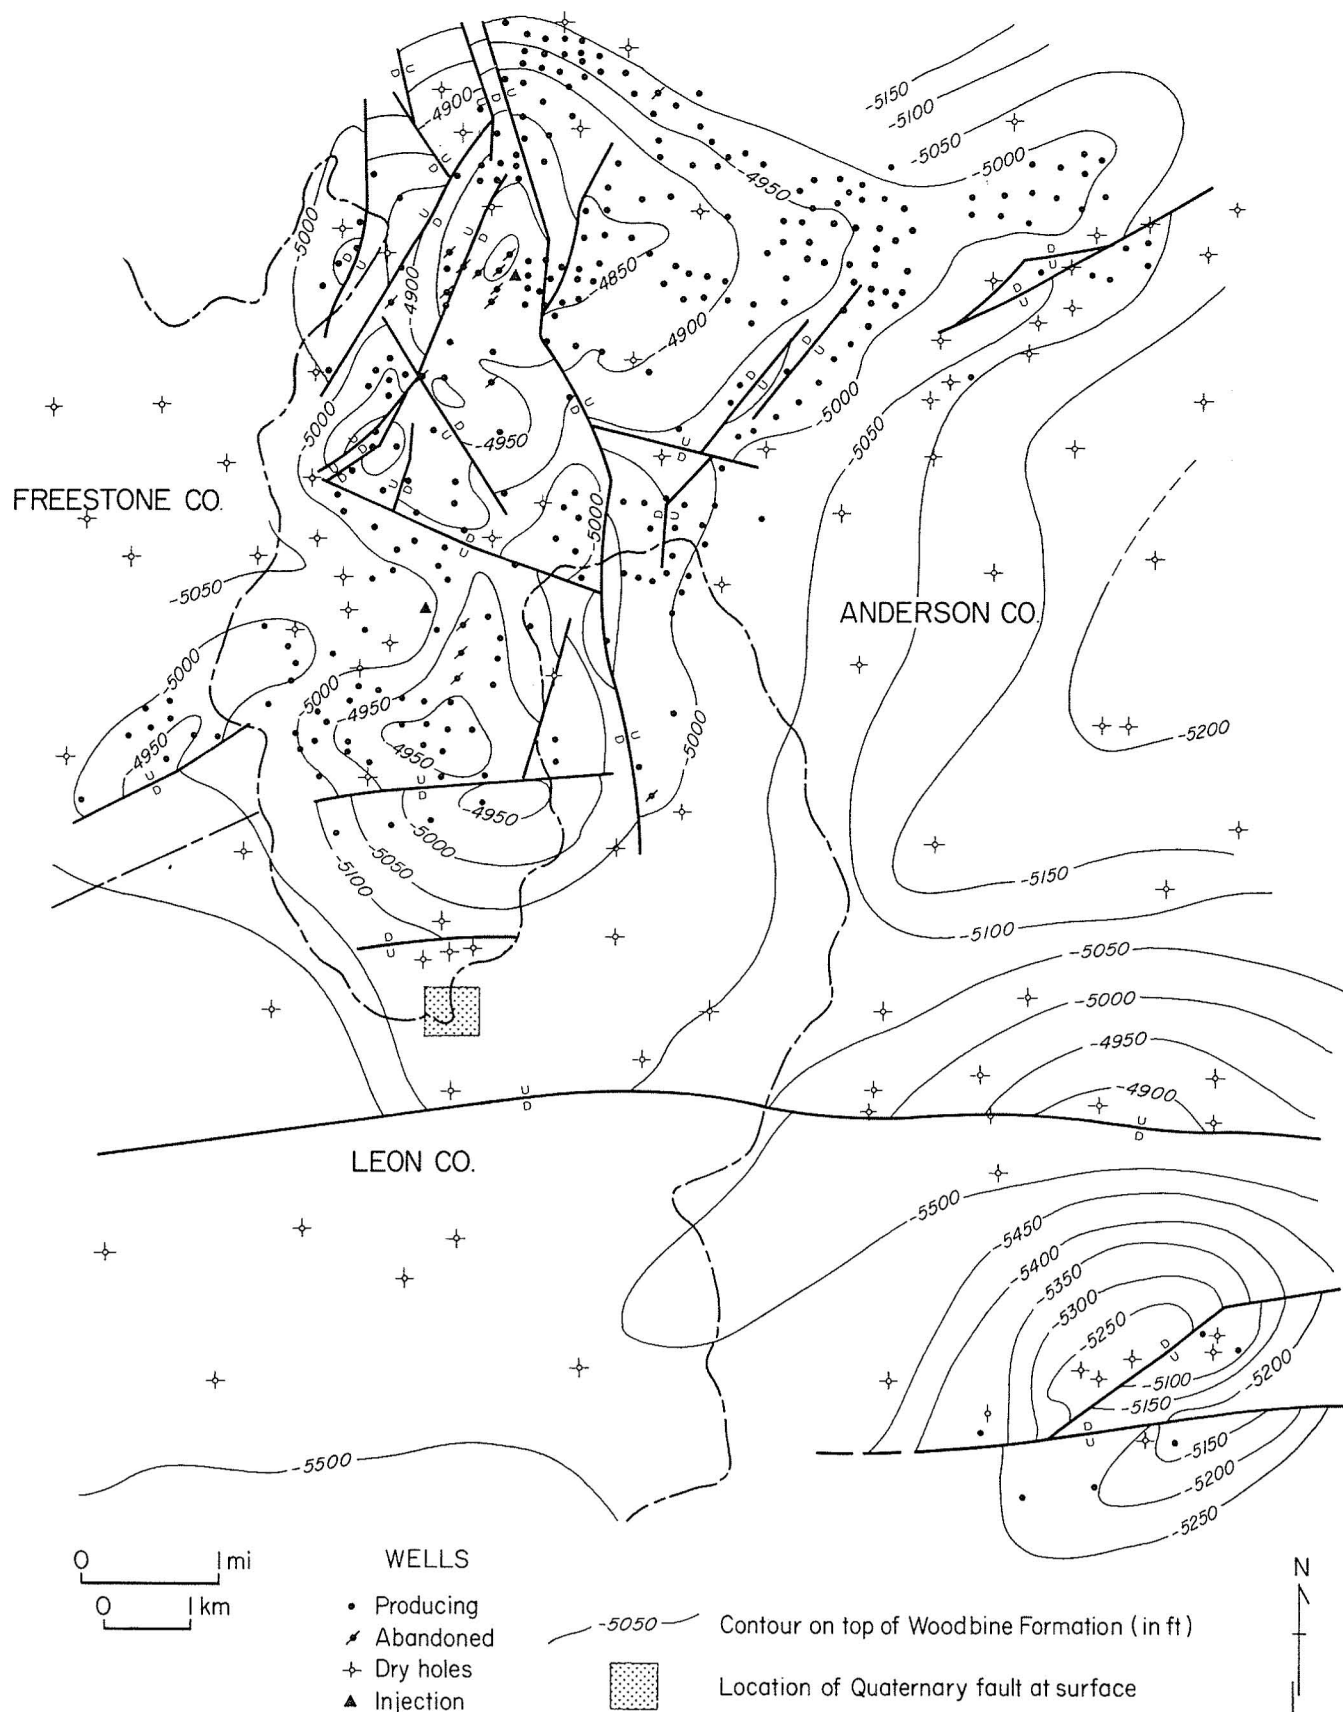 -5150
-5100
-5050
-5000
-4950
-4900
-5000
-4900
-4850
-4900
-5000
-5050
-5000
-4950
-5000
FREESTONE CO.
-5050
ANDERSON CO.
-5000
-5000
-4950
-4950
-4950
-5000
-5200
-4950
-5000
-5050
-5100
-5150
-5100
-5050
-5000
-4950
-4900
U
D
U
D
LEON CO.
-5500
-5450
-5400
-5350
-5300
-5250
D
U
-5200
-5100
-5150
D
U
-5150
-5200
-5250
-5500
0 1 mi
0 1 km
WELLS
Producing
Abandoned
Dry holes
Injection
-5050 Contour on top of Woodbine Formation (in ft)
Location of Quaternary fault at surface
N